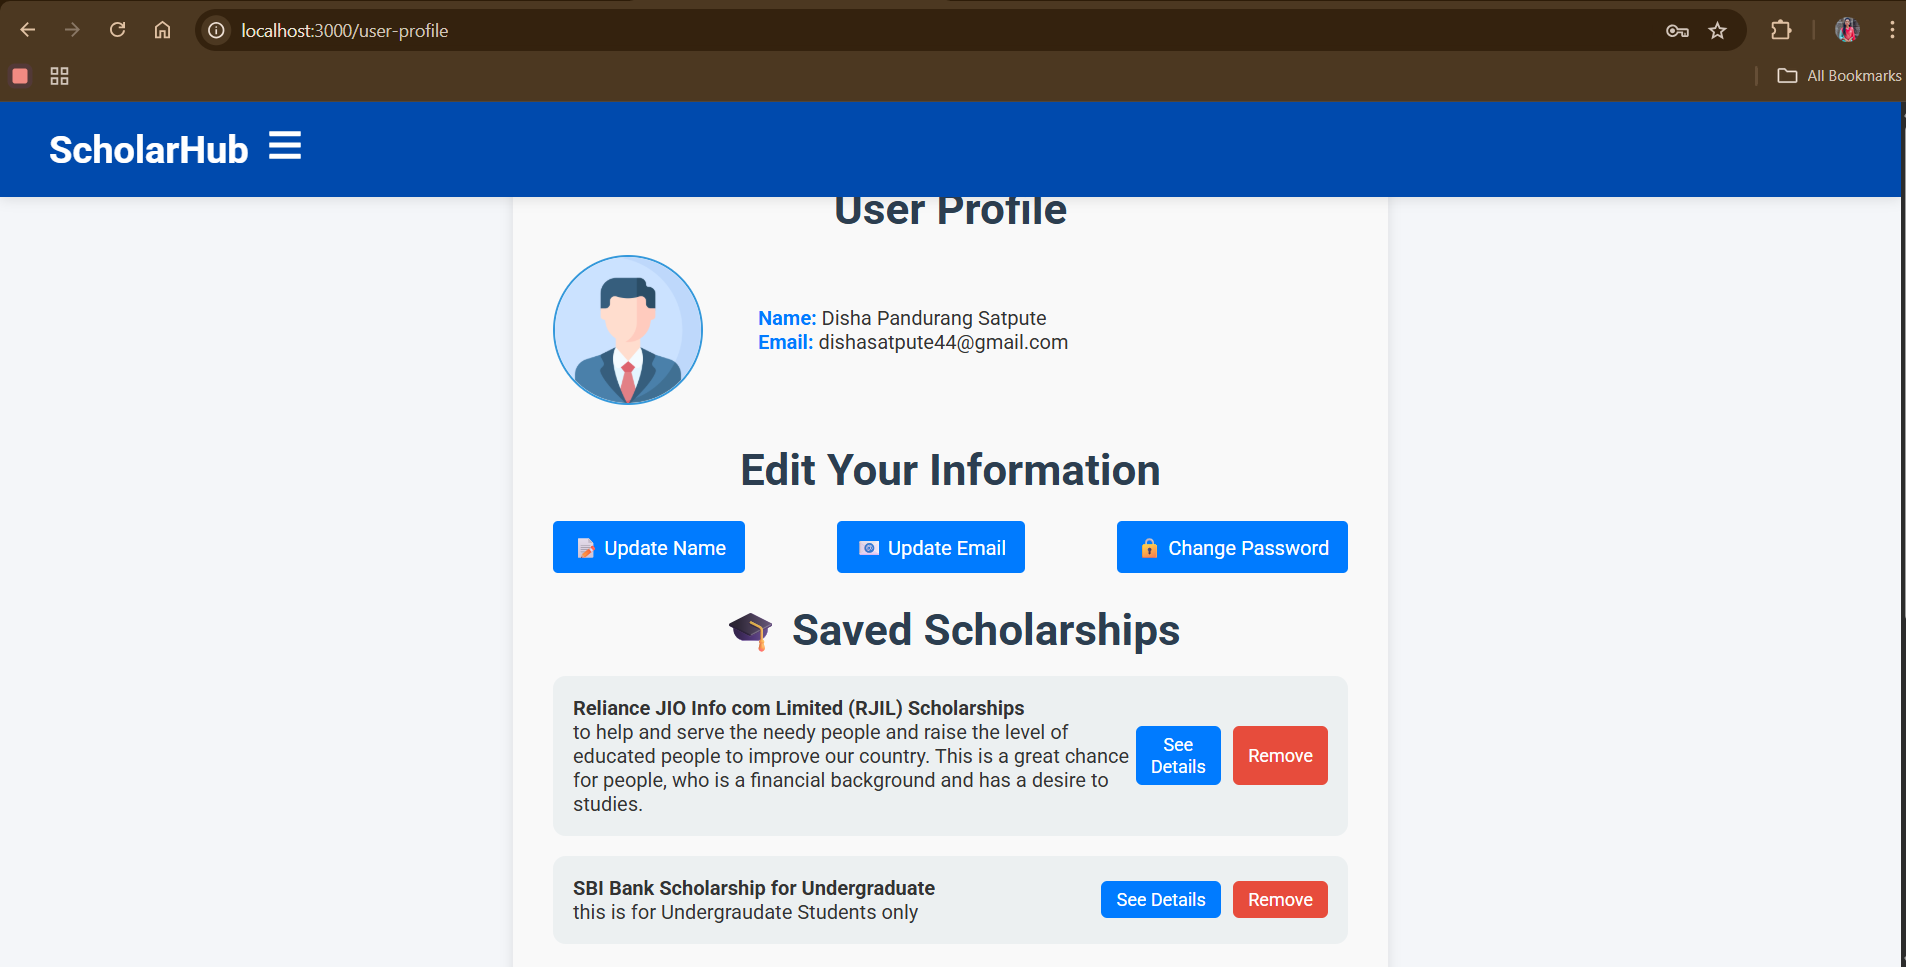 localhost:3000/user-profile
All Bookmarks
ScholarHub
User Profile
Name: Disha Pandurang Satpute
Email: dishasatpute44@gmail.com
Edit Your Information
Update Name
Update Email
Change Password
Saved Scholarships
Reliance JIO Info com Limited (RJIL) Scholarships
to help and serve the needy people and raise the level of
educated people to improve our country. This is a great chance
for people, who is a financial background and has a desire to
studies.
See
Details
Remove
SBI Bank Scholarship for Undergraduate
this is for Undergraudate Students only
See Details
Remove